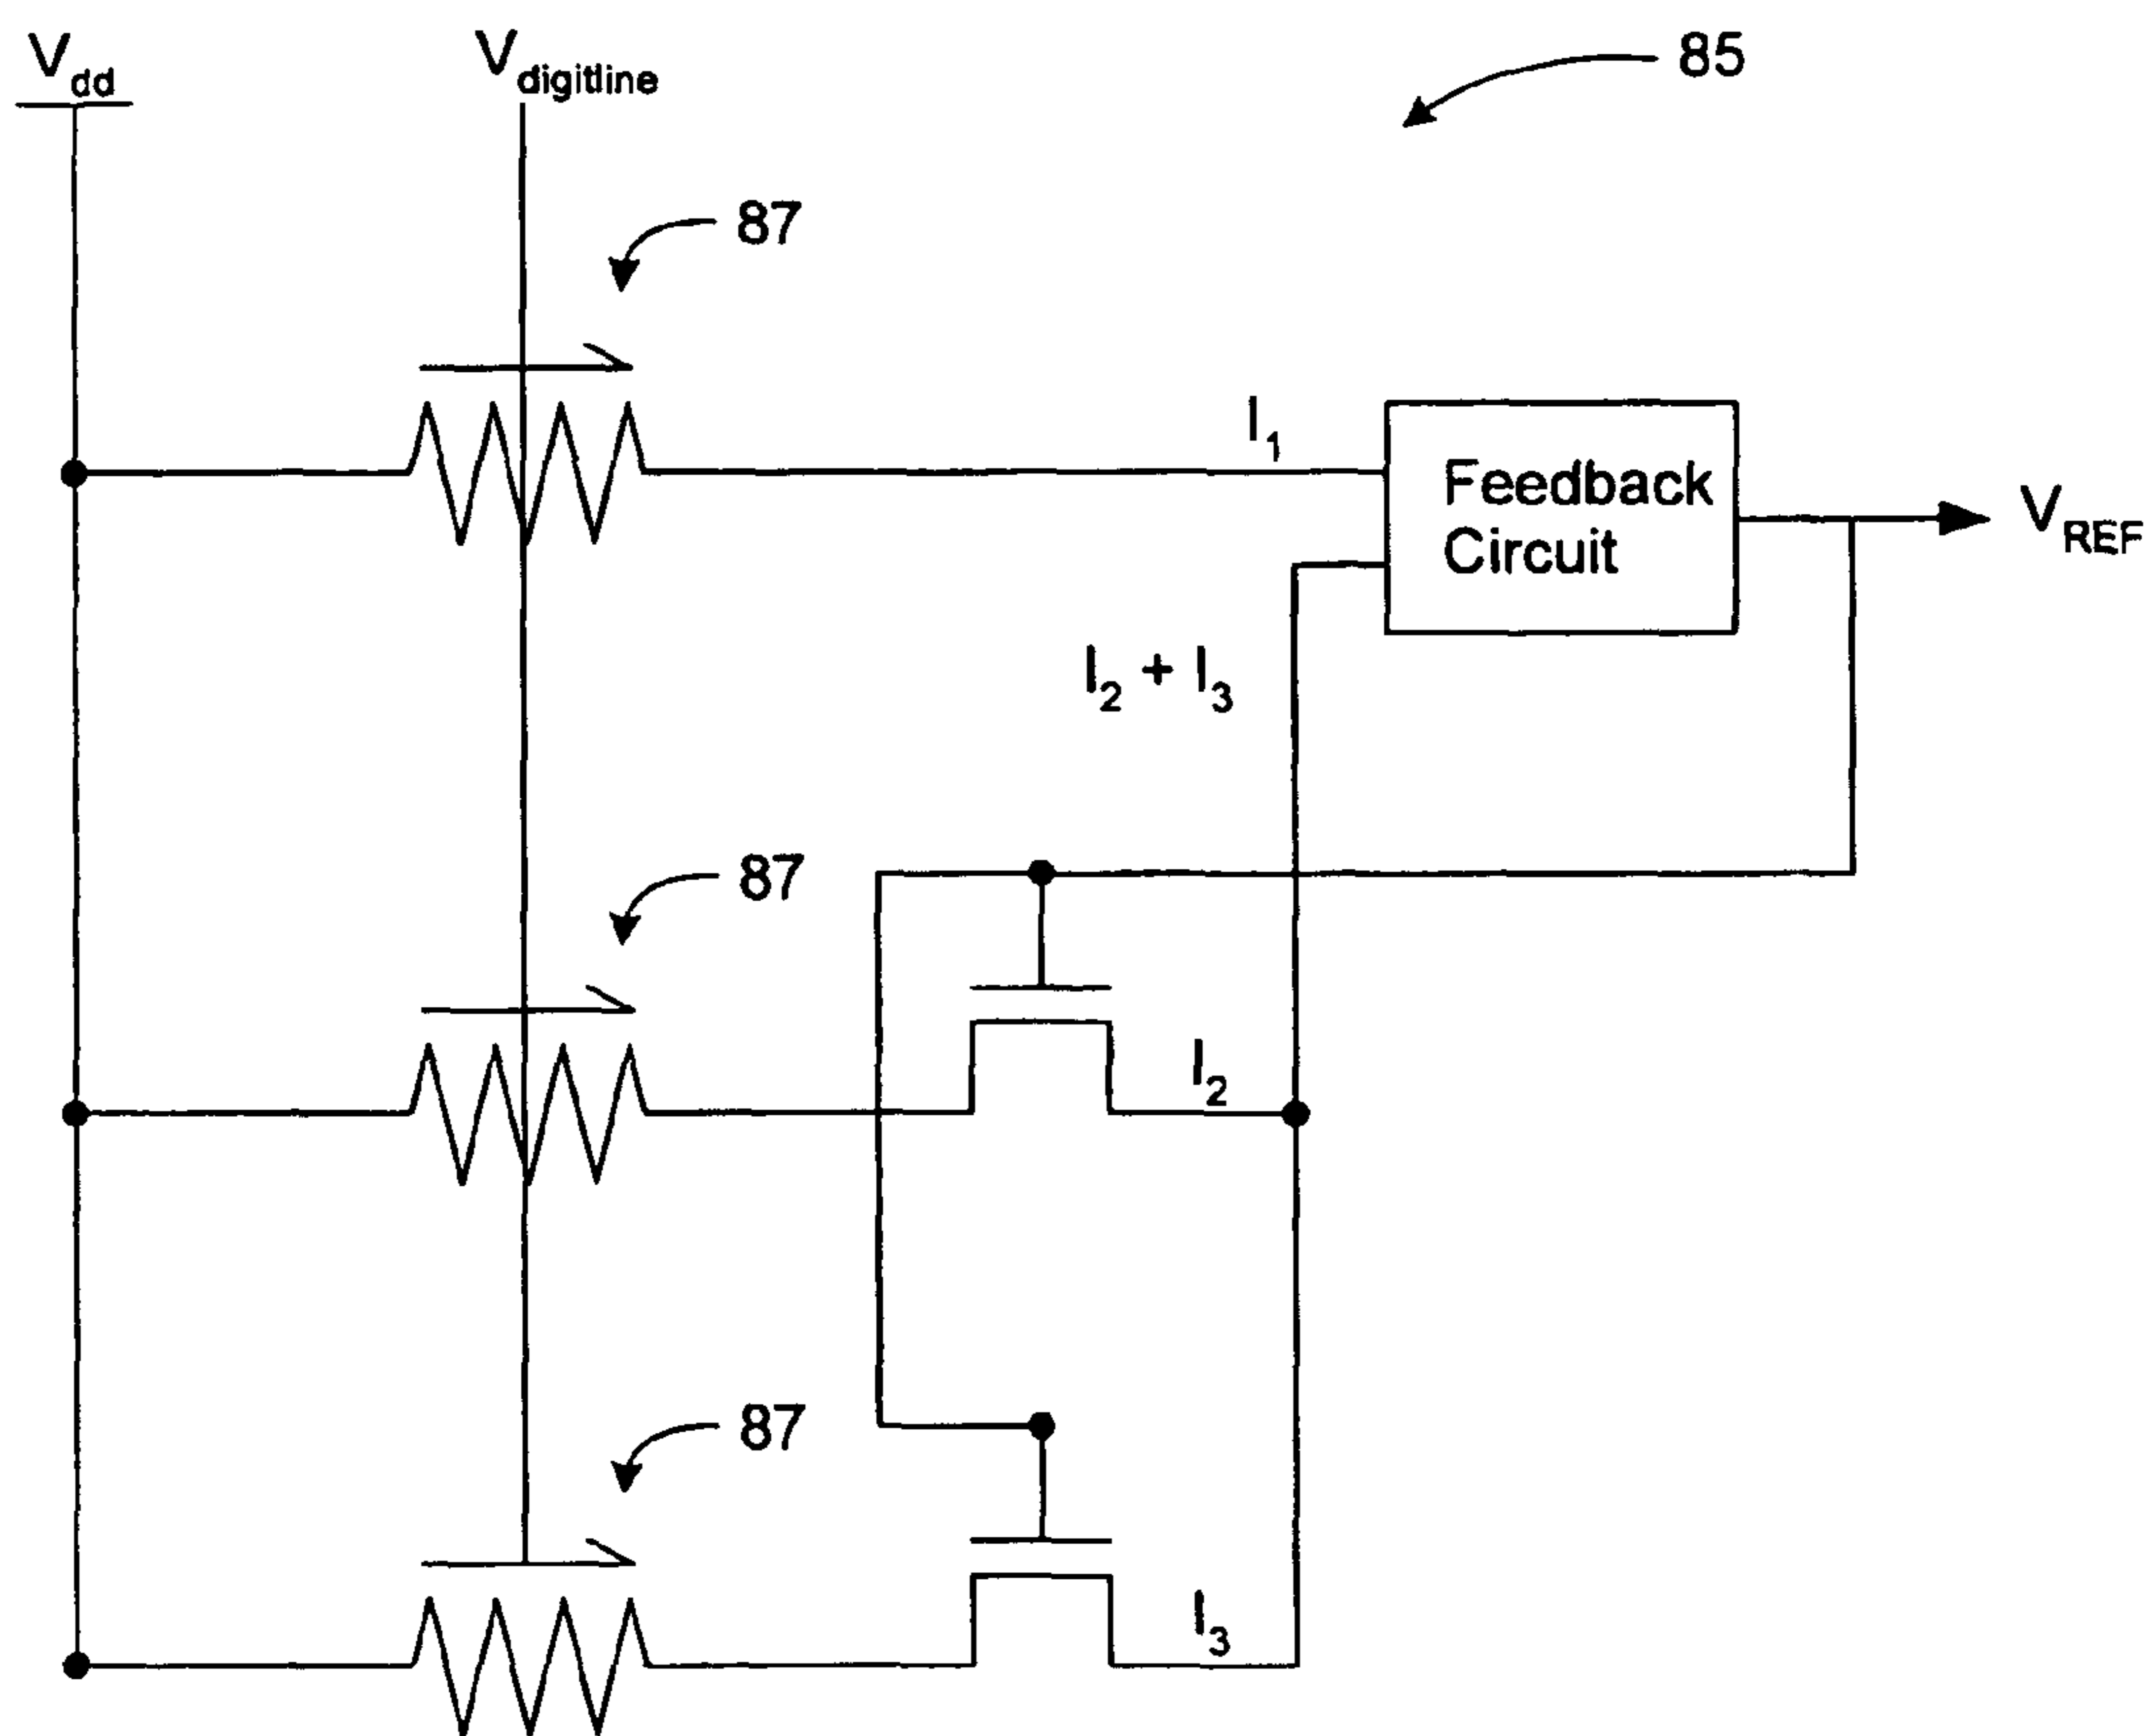 V_dd
V_digitline
85
87
I_1
Feedback
Circuit
V_REF
I_2 + I_3
87
I_2
87
I_3